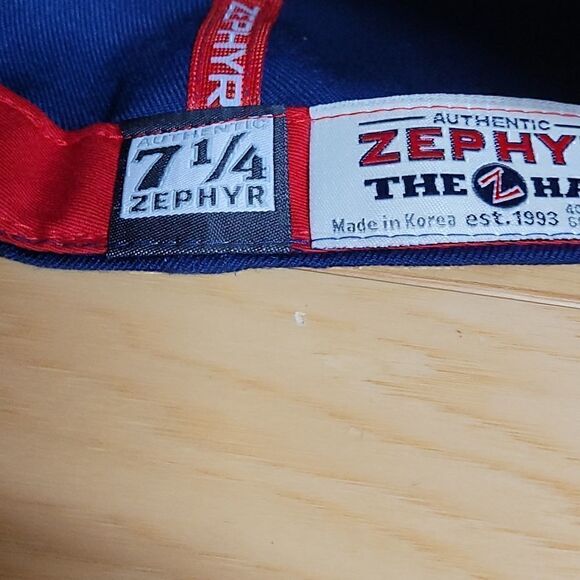 ZEPHYR
AUTHENTIC
7 1/4
ZEPHYR
AUTHENTIC
ZEPHY
THE Z HA
Made in Korea est.1993